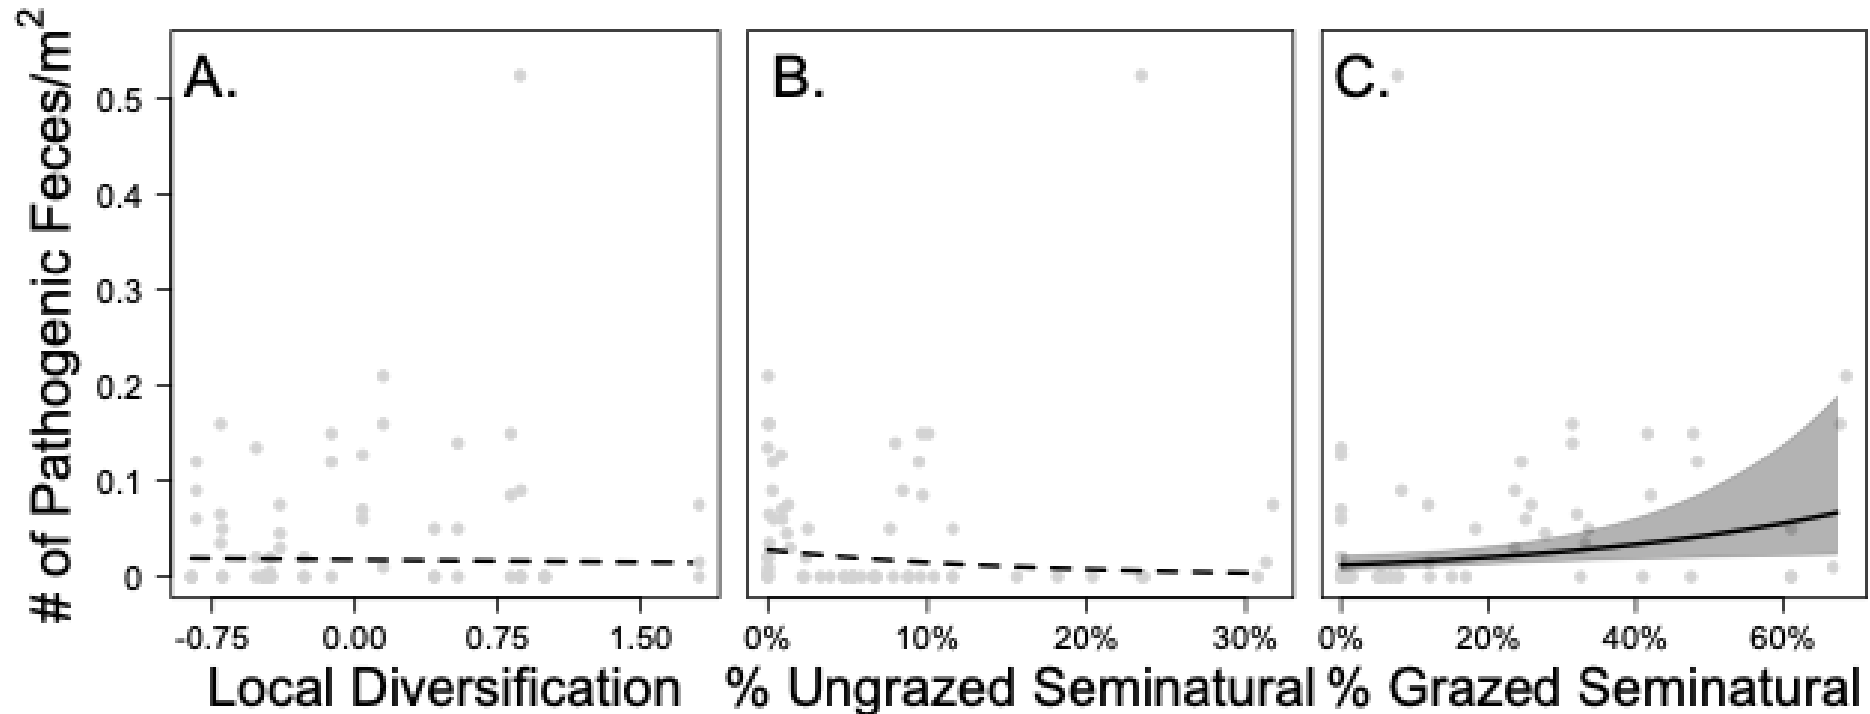 # of Pathogenic Feces/m²
A.
B.
C.
0.5
0.4
0.3
0.2
0.1
0
-0.75 0.00 0.75 1.50
0% 10% 20% 30%
0% 20% 40% 60%
Local Diversification
% Ungrazed Seminatural
% Grazed Seminatural